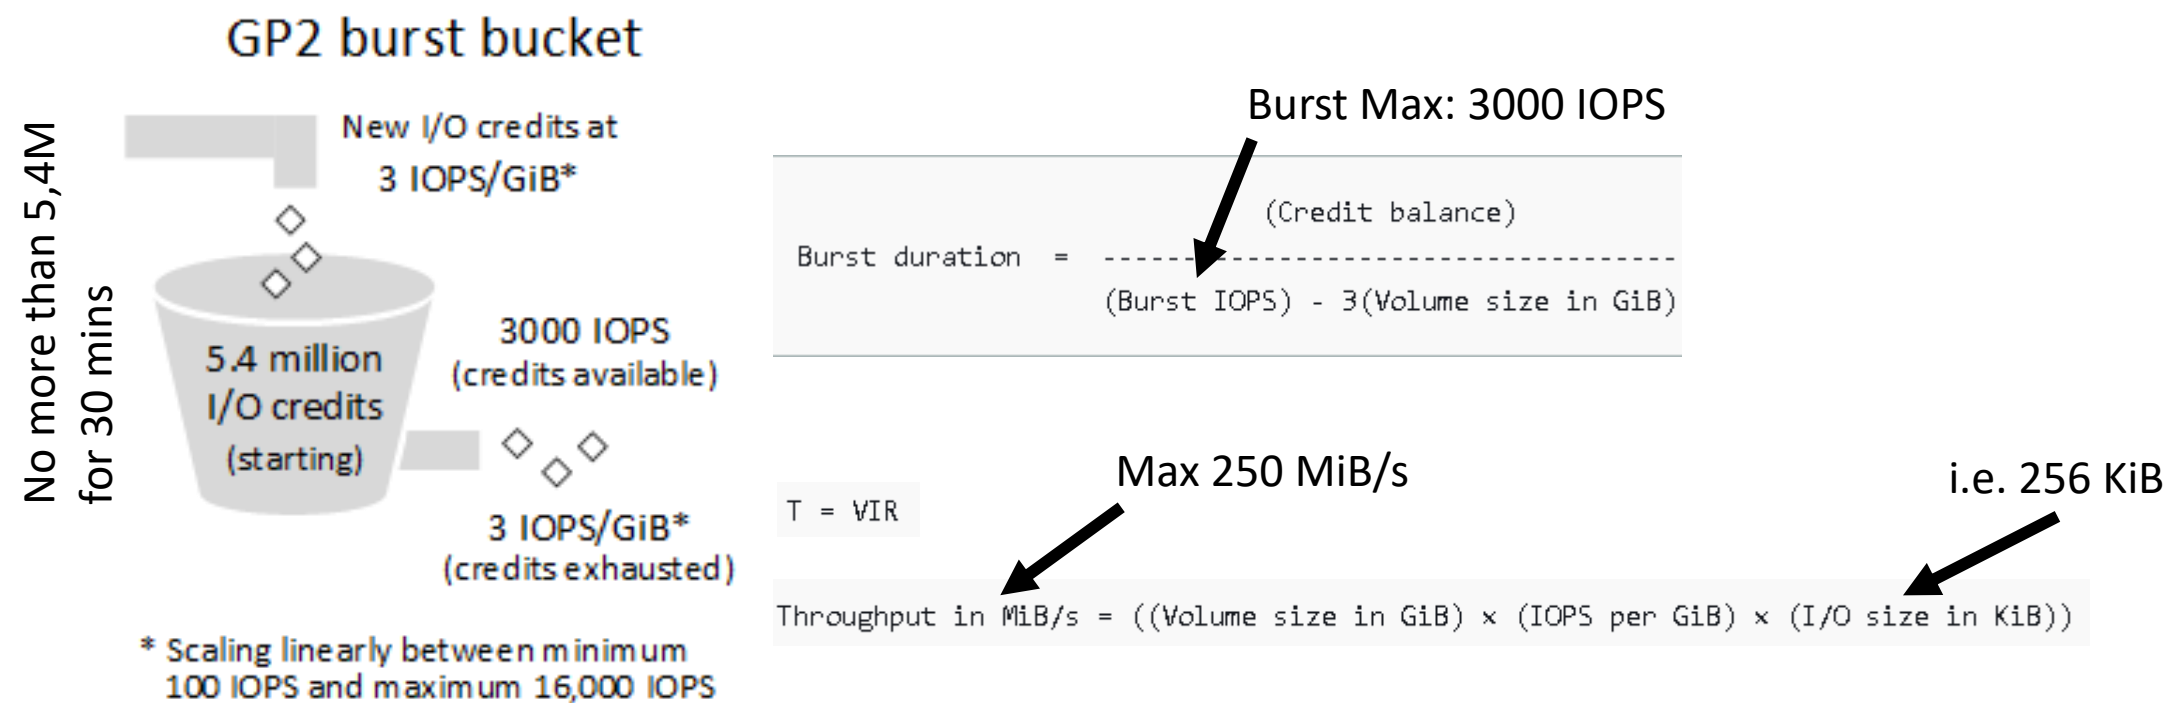 GP2 burst bucket
No more than 5,4M
for 30 mins
New I/O credits at
3 IOPS/GiB*
5.4 million
I/O credits
(starting)
3000 IOPS
(credits available)
3 IOPS/GiB*
(credits exhausted)
* Scaling linearly between minimum
100 IOPS and maximum 16,000 IOPS
Burst Max: 3000 IOPS
(Credit balance)
Burst duration = ------------------------------------
(Burst IOPS) - 3(Volume size in GiB)
Max 250 MiB/s
i.e. 256 KiB
T = VIR
Throughput in MiB/s = ((Volume size in GiB) × (IOPS per GiB) × (I/O size in KiB))